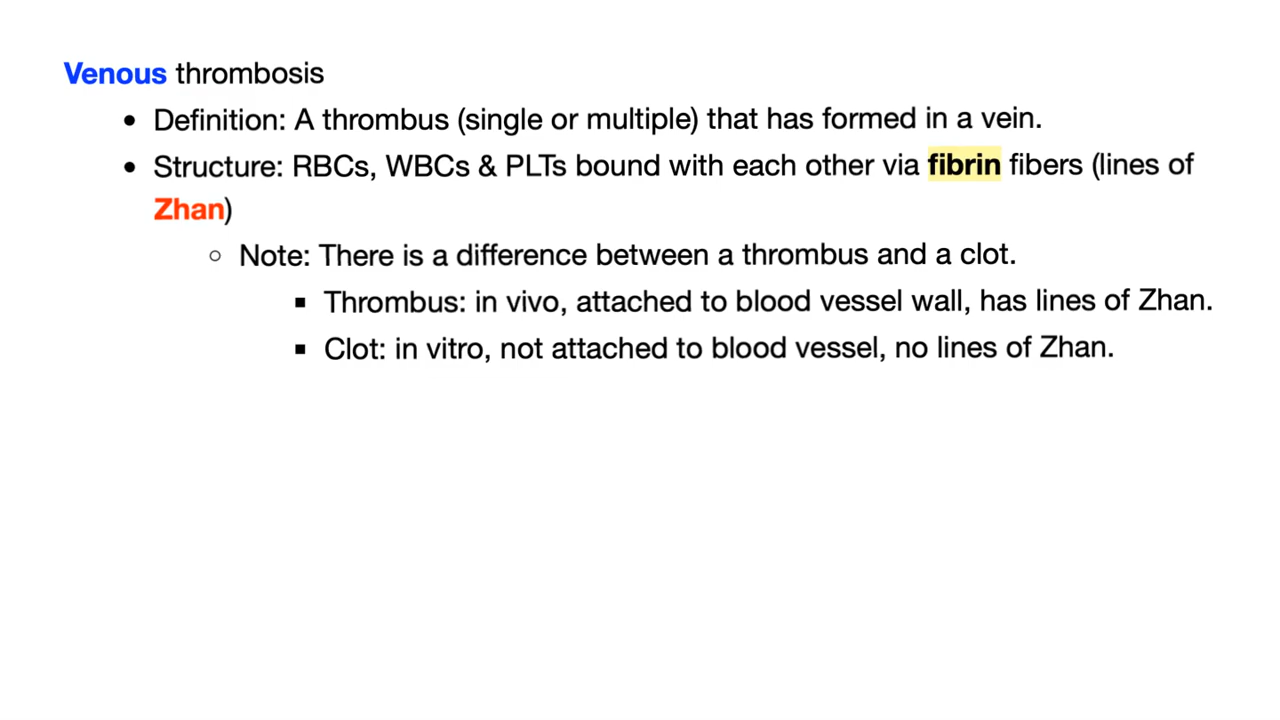 Venous thrombosis
• Definition: A thrombus (single or multiple) that has formed in a vein.
• Structure: RBCs, WBCs & PLTs bound with each other via fibrin fibers (lines of
Zhan)
○ Note: There is a difference between a thrombus and a clot.
▪ Thrombus: in vivo, attached to blood vessel wall, has lines of Zhan.
▪ Clot: in vitro, not attached to blood vessel, no lines of Zhan.